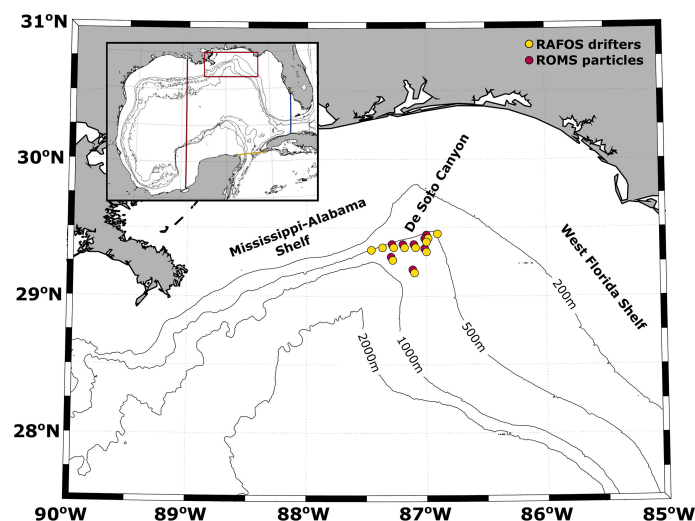 31°N
RAFOS drifters
ROMS particles
30°N
De Soto Canyon
Mississippi-Alabama
Shelf
West Florida Shelf
29°N
200m
500m
1000m
2000m
28°N
90°W 89°W 88°W 87°W 86°W 85°W